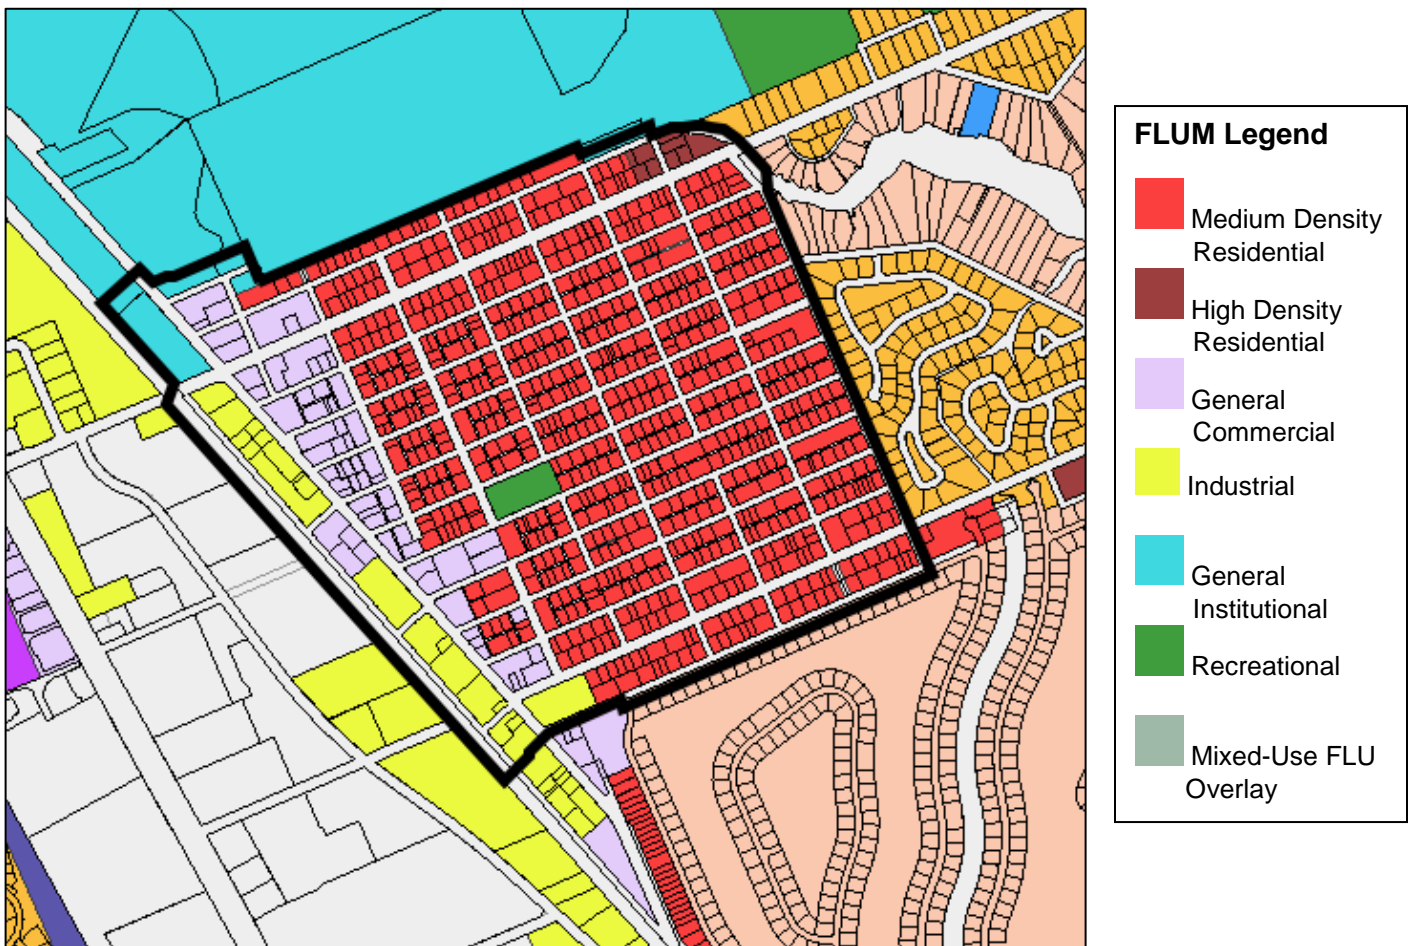 FLUM Legend
Medium Density
Residential
High Density
Residential
General
Commercial
Industrial
General
Institutional
Recreational
Mixed-Use FLU
Overlay